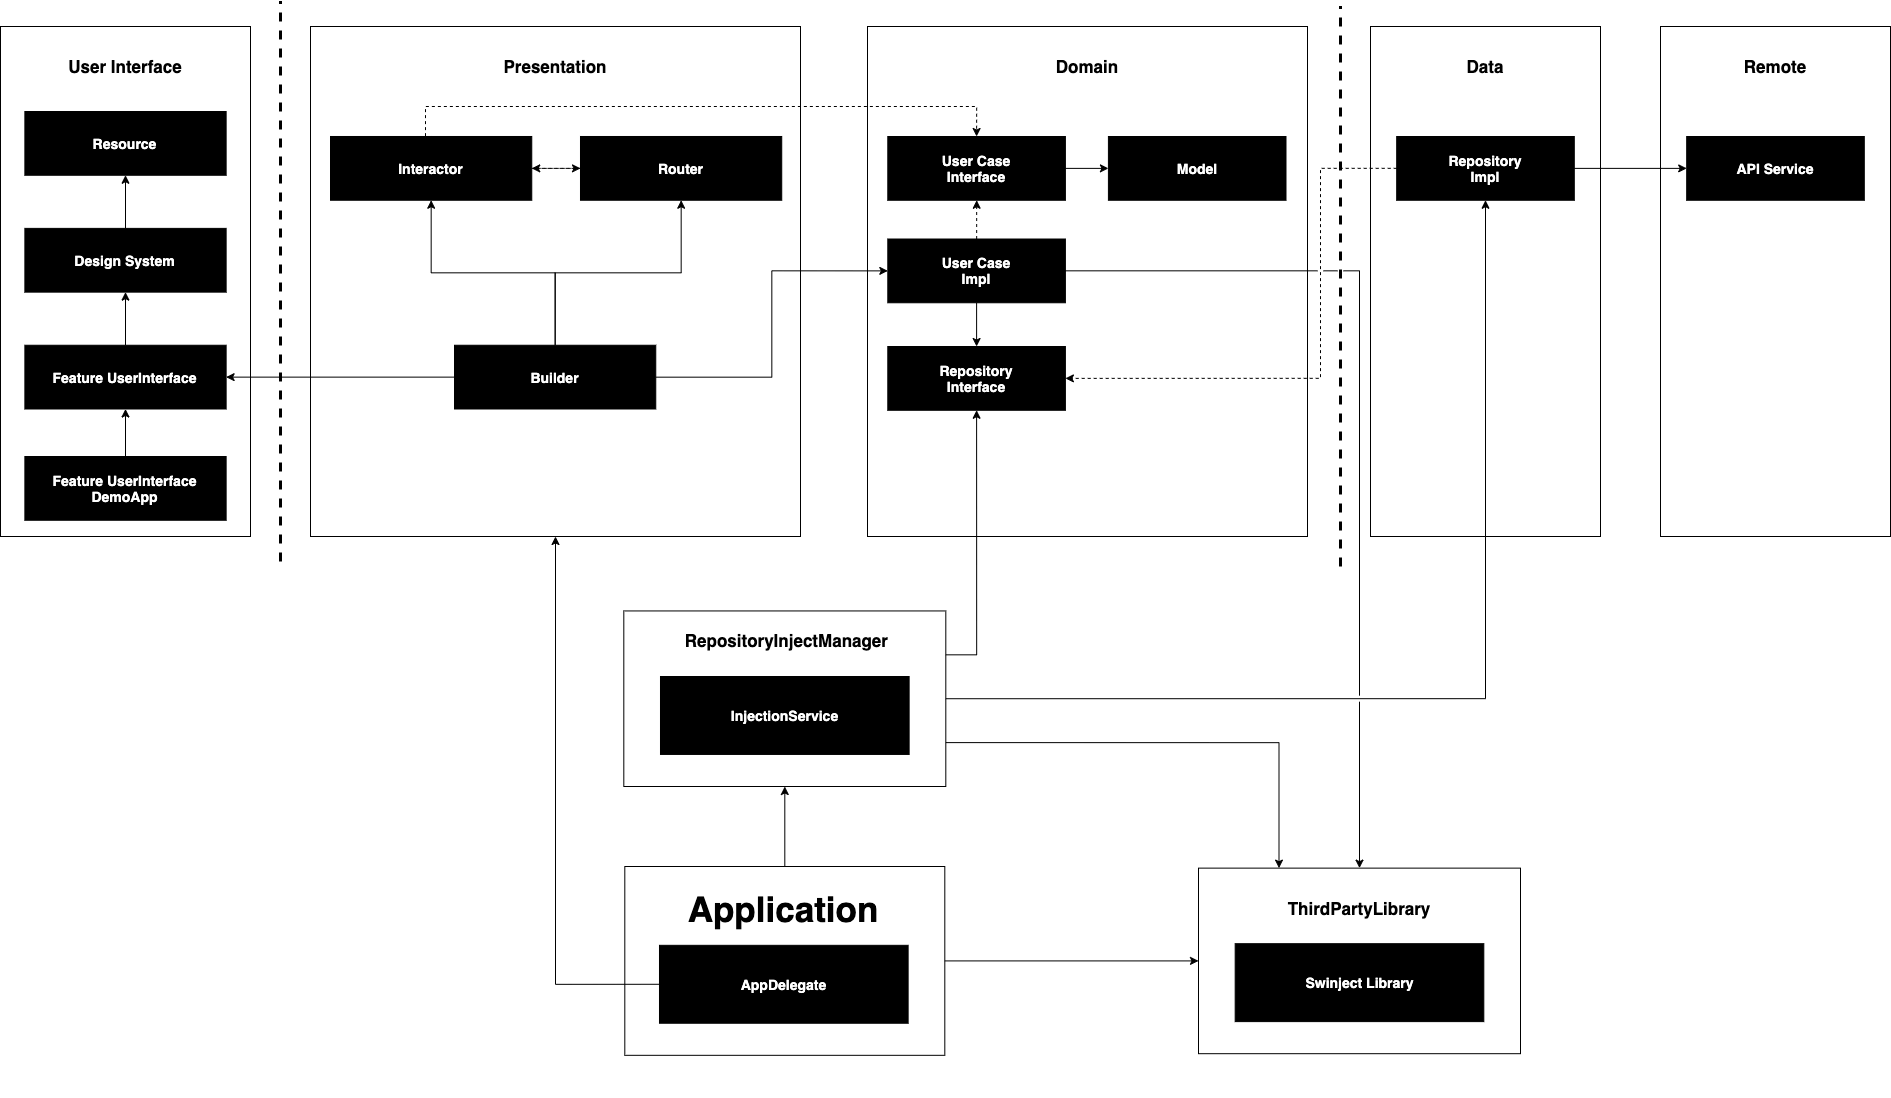 User Interface
Resource
Design System
Feature UserInterface
Feature UserInterface
DemoApp
Presentation
Interactor
Router
Builder
Domain
User Case
Interface
Model
User Case
Impl
Repository
Interface
Data
Repository
Impl
Remote
API Service
RepositoryInjectManager
InjectionService
Application
AppDelegate
ThirdPartyLibrary
Swinject Library